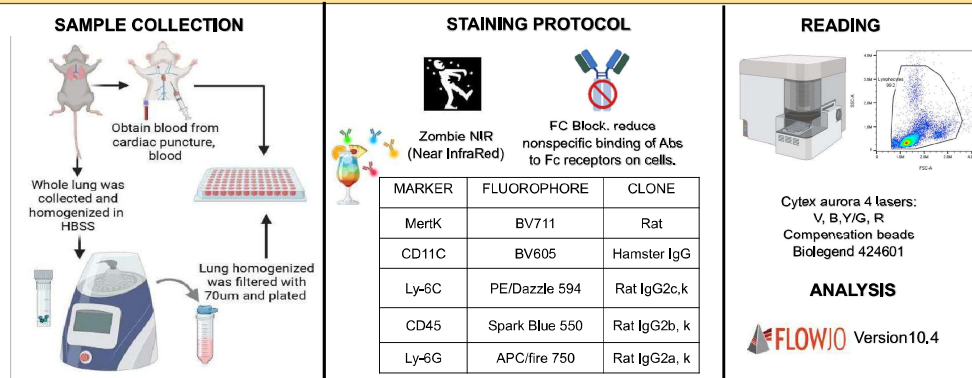 SAMPLE COLLECTION
Obtain blood from
cardiac puncture,
blood
Whole lung was
collected and
homogenized in
HBSS
Lung homogenized
was filtered with
70um and plated
STAINING PROTOCOL
Zombie NIR
(Near InfraRed)
FC Block. reduce
nonspecific binding of Abs
to Fc receptors on cells.
MARKER FLUOROPHORE CLONE
MertK BV711 Rat
CD11C BV605 Hamster IgG
Ly-6C PE/Dazzle 594 Rat IgG2c,k
CD45 Spark Blue 550 Rat IgG2b, k
Ly-6G APC/fire 750 Rat IgG2a, k
READING
Lymphocytes
SSC-A
FSC-A
Cytex aurora 4 lasers:
V, B,Y/G, R
Compensation beads
Biolegend 424601
ANALYSIS
FLOWJO Version10.4